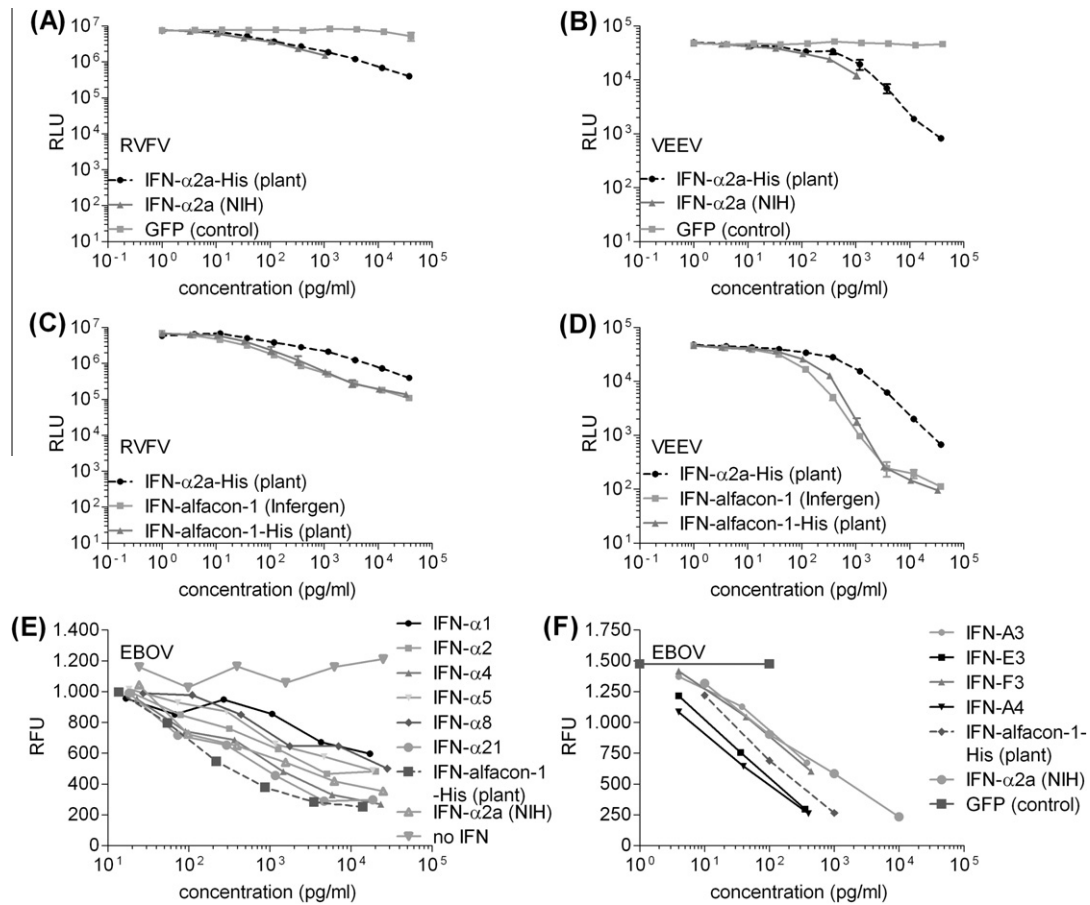 (A)
10^7
10^6
10^5
10^4
10^3
10^2
10^1
RLU
RVFV
IFN-α2a-His (plant)
IFN-α2a (NIH)
GFP (control)
10^-1 10^0 10^1 10^2 10^3 10^4 10^5
concentration (pg/ml)
(B)
10^5
10^4
10^3
10^2
10^1
RLU
VEEV
IFN-α2a-His (plant)
IFN-α2a (NIH)
GFP (control)
10^-1 10^0 10^1 10^2 10^3 10^4 10^5
concentration (pg/ml)
(C)
10^7
10^6
10^5
10^4
10^3
10^2
10^1
RLU
RVFV
IFN-α2a-His (plant)
IFN-alfacon-1 (Infergen)
IFN-alfacon-1-His (plant)
10^-1 10^0 10^1 10^2 10^3 10^4 10^5
concentration (pg/ml)
(D)
10^5
10^4
10^3
10^2
10^1
RLU
VEEV
IFN-α2a-His (plant)
IFN-alfacon-1 (Infergen)
IFN-alfacon-1-His (plant)
10^-1 10^0 10^1 10^2 10^3 10^4 10^5
concentration (pg/ml)
(E)
1.400
1.200
1.000
800
600
400
200
0
RFU
EBOV
IFN-α1
IFN-α2
IFN-α4
IFN-α5
IFN-α8
IFN-α21
IFN-alfacon-1
-His (plant)
IFN-α2a (NIH)
no IFN
10^1 10^2 10^3 10^4 10^5
concentration (pg/ml)
(F)
1.750
1.500
1.250
1.000
750
500
250
0
RFU
EBOV
IFN-A3
IFN-E3
IFN-F3
IFN-A4
IFN-alfacon-1-
His (plant)
IFN-α2a (NIH)
GFP (control)
10^0 10^1 10^2 10^3 10^4 10^5
concentration (pg/ml)